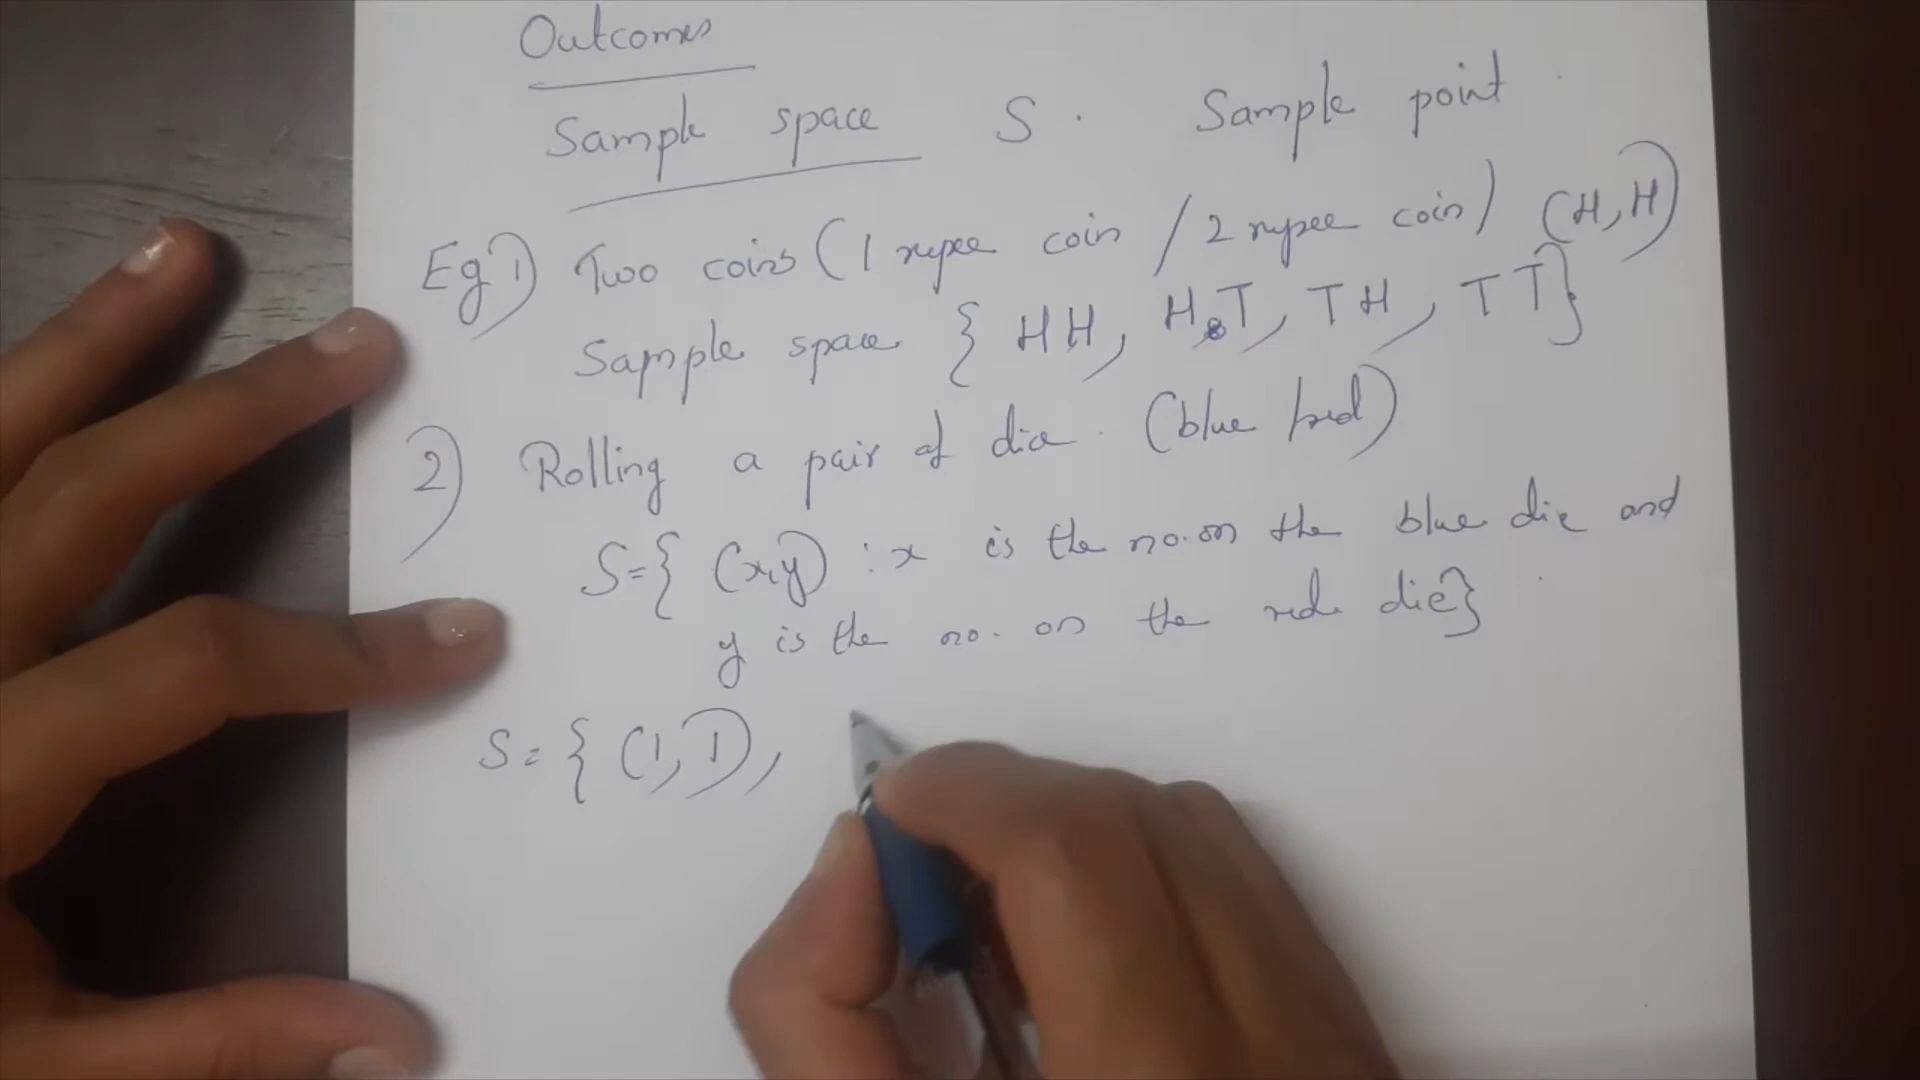 Outcomes
Sample space S. Sample point.
Eg 1) Two coins (1 rupee coin / 2 rupee coin) (H, H)
Sample space { HH, HT, TH, TT}
2) Rolling a pair of dice. (blue / red)
S={ (x,y) : x is the no. on the blue die and
y is the no. on the red die}
S= { (1, 1),